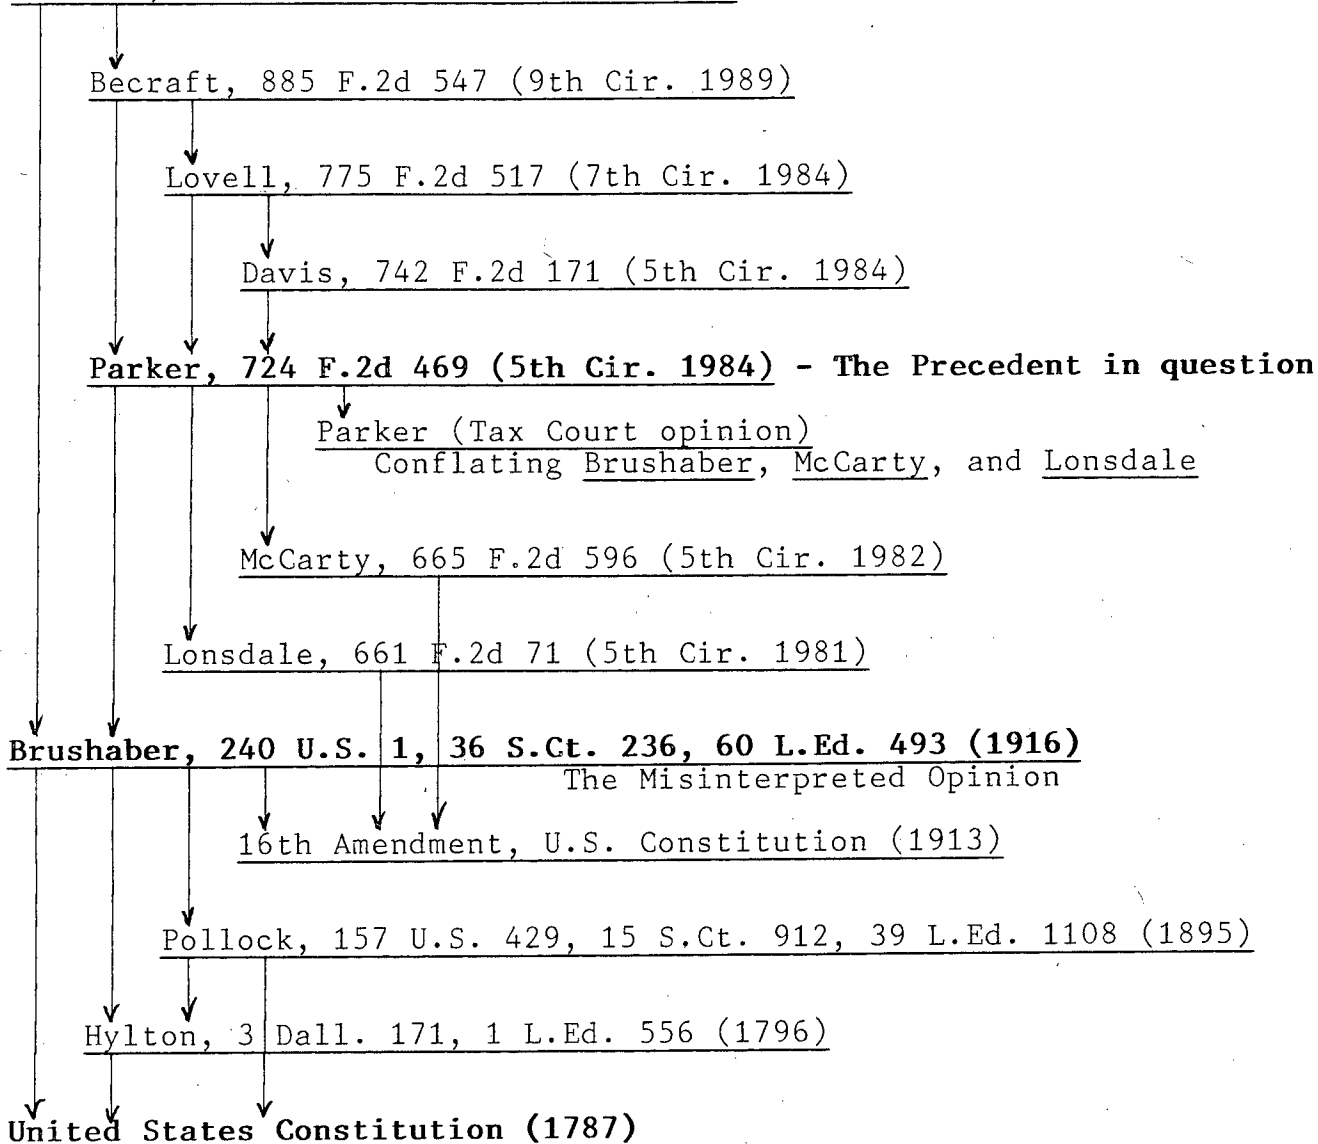 Becraft, 885 F.2d 547 (9th Cir. 1989)
Lovell, 775 F.2d 517 (7th Cir. 1984)
Davis, 742 F.2d 171 (5th Cir. 1984)
Parker, 724 F.2d 469 (5th Cir. 1984) - The Precedent in question
Parker (Tax Court opinion)
Conflating Brushaber, McCarty, and Lonsdale
McCarty, 665 F.2d 596 (5th Cir. 1982)
Lonsdale, 661 F.2d 71 (5th Cir. 1981)
Brushaber, 240 U.S. 1, 36 S.Ct. 236, 60 L.Ed. 493 (1916)
The Misinterpreted Opinion
16th Amendment, U.S. Constitution (1913)
Pollock, 157 U.S. 429, 15 S.Ct. 912, 39 L.Ed. 1108 (1895)
Hylton, 3 Dall. 171, 1 L.Ed. 556 (1796)
United States Constitution (1787)